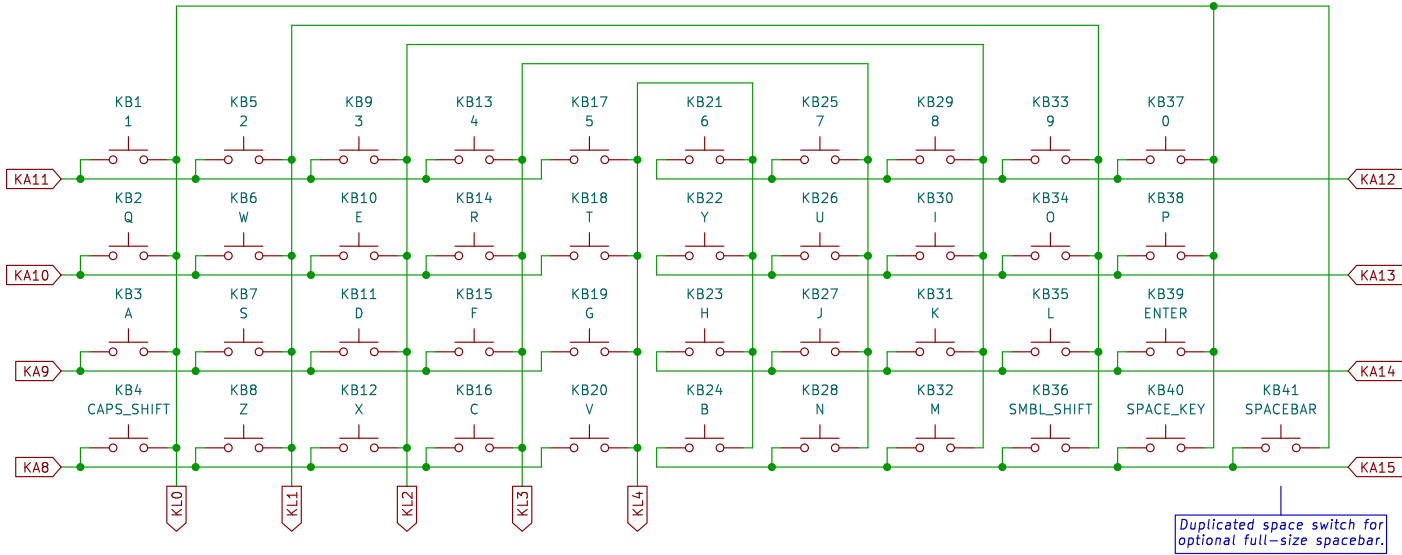 KB1 KB5 KB9 KB13 KB17 KB21 KB25 KB29 KB33 KB37
1 2 3 4 5 6 7 8 9 0
KA11 KA12
KB2 KB6 KB10 KB14 KB18 KB22 KB26 KB30 KB34 KB38
Q W E R T Y U I O P
KA10 KA13
KB3 KB7 KB11 KB15 KB19 KB23 KB27 KB31 KB35 KB39
A S D F G H J K L ENTER
KA9 KA14
KB4 KB8 KB12 KB16 KB20 KB24 KB28 KB32 KB36 KB40 KB41
CAPS_SHIFT Z X C V B N M SMBL_SHIFT SPACE_KEY SPACEBAR
KA8 KA15
KL0 KL1 KL2 KL3 KL4
Duplicated space switch for
optional full-size spacebar.